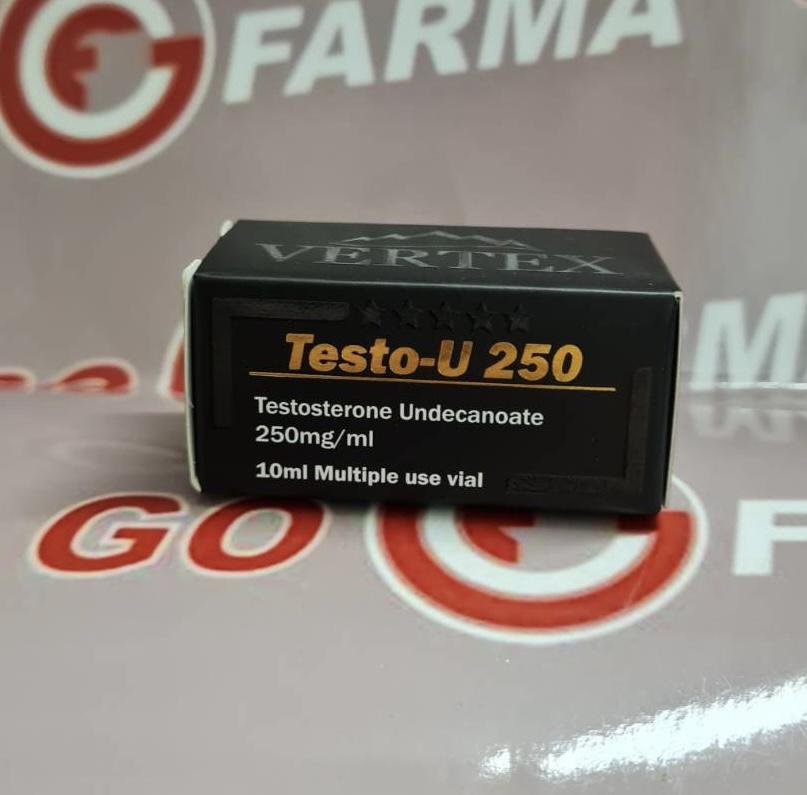 FARMA
VERTEX
Testo-U 250
Testosterone Undecanoate
250mg/ml
10ml Multiple use vial
GO
F